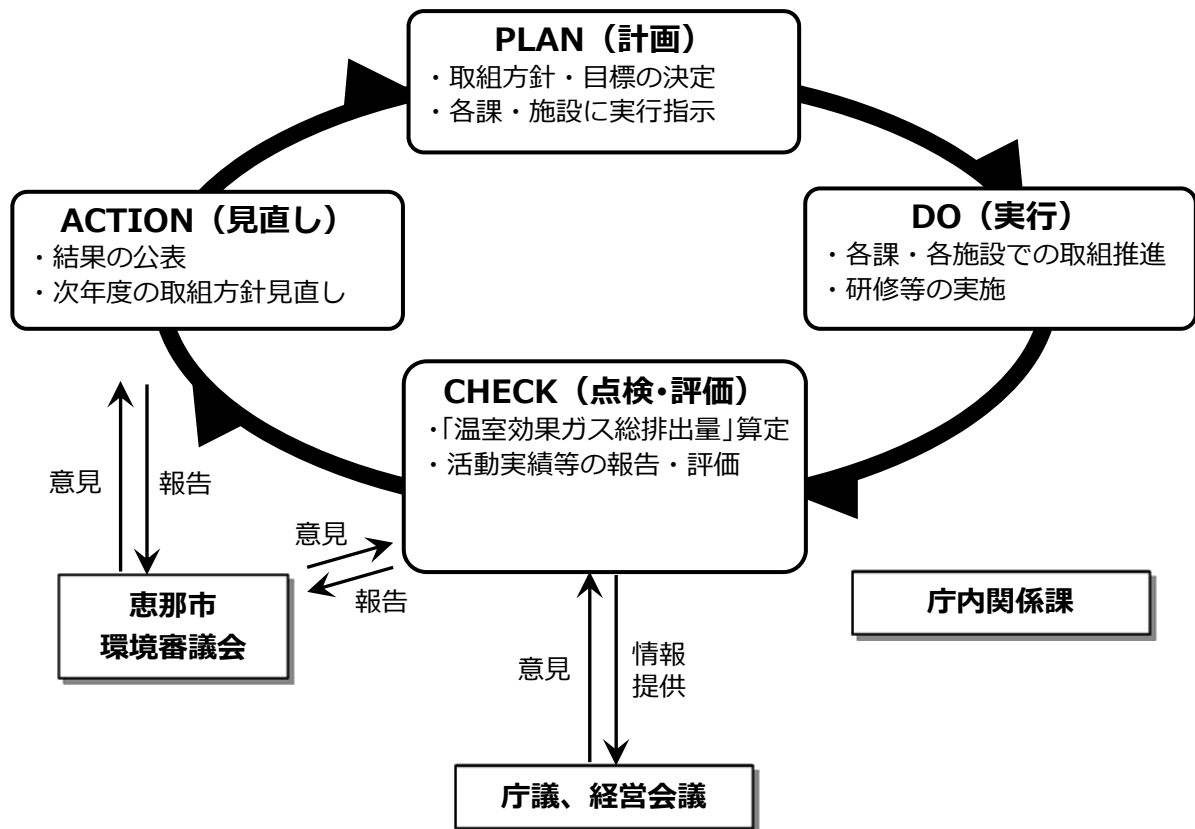 PLAN（計画）
・取組方針・目標の決定
・各課・施設に実行指示
ACTION（見直し）
・結果の公表
・次年度の取組方針見直し
DO（実行）
・各課・各施設での取組推進
・研修等の実施
CHECK（点検・評価）
・「温室効果ガス総排出量」算定
・活動実績等の報告・評価
意見
報告
意見
報告
恵那市
環境審議会
庁内関係課
意見
情報
提供
庁議、経営会議